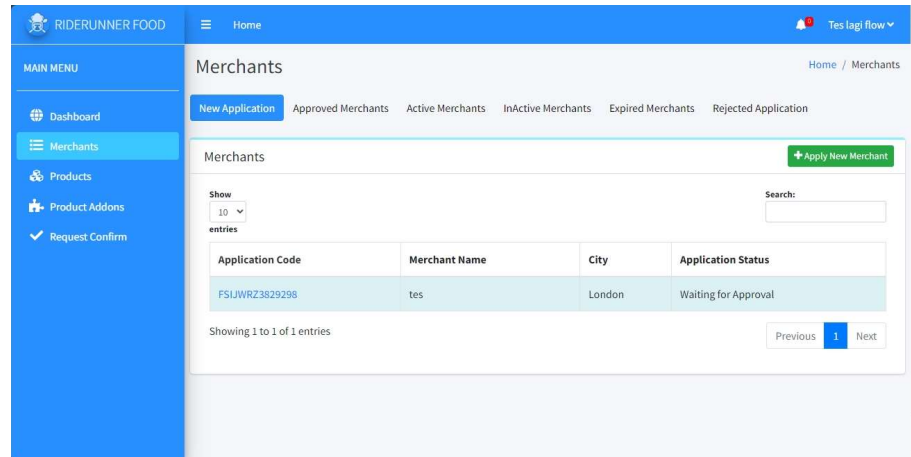 RIDERUNNER FOOD
Home
0
Tes lagi flow
MAIN MENU
Dashboard
Merchants
Products
Product Addons
Request Confirm
Merchants
Home / Merchants
New Application Approved Merchants Active Merchants InActive Merchants Expired Merchants Rejected Application
Merchants
Apply New Merchant
Show
10
entries
Search:
Application Code Merchant Name City Application Status
FSIJWRZ3829298 tes London Waiting for Approval
Showing 1 to 1 of 1 entries
Previous 1 Next